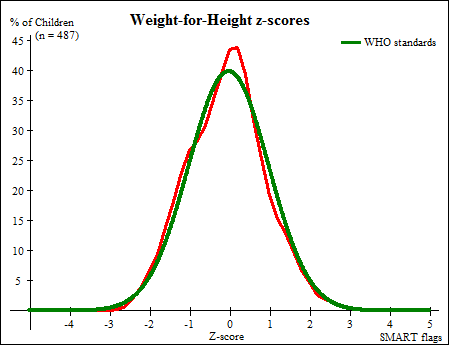 Weight-for-Height z-scores
% of Children
(n = 487)
WHO standards
45
40
35
30
25
20
15
10
5
-4 -3 -2 -1 0 1 2 3 4 5
Z-score
SMART flags